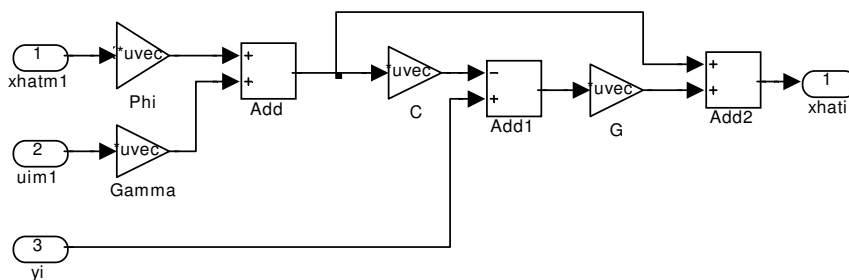 1
xhatm1
*uvec
Phi
+
+
Add
*uvec
C
−
+
Add1
*uvec
G
+
+
Add2
1
xhati
2
uim1
*uvec
Gamma
3
yi